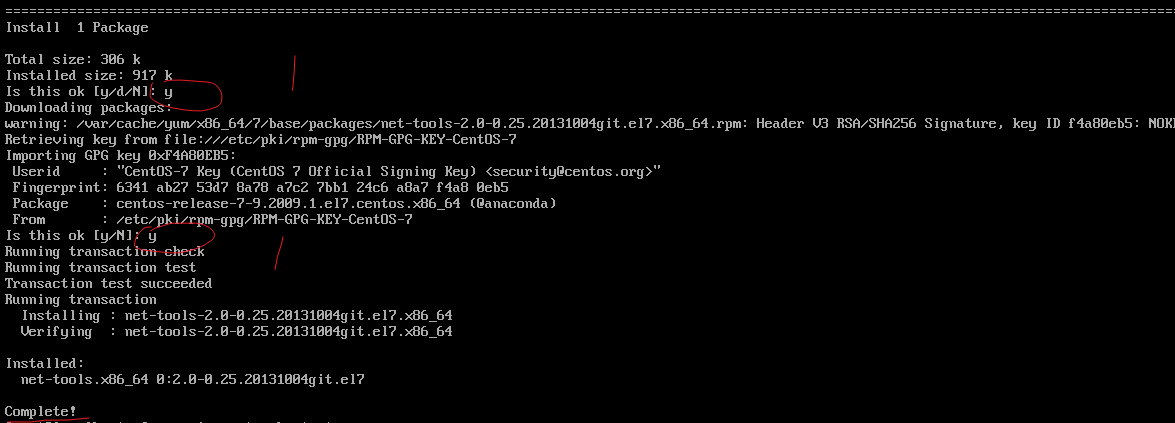 ================================================================================
Install  1 Package
Total size: 306 k
Installed size: 917 k
Is this ok [y/d/N]: y
Downloading packages:
warning: /var/cache/yum/x86_64/7/base/packages/net-tools-2.0-0.25.20131004git.el7.x86_64.rpm: Header V3 RSA/SHA256 Signature, key ID f4a80eb5: NOKE
Retrieving key from file:///etc/pki/rpm-gpg/RPM-GPG-KEY-CentOS-7
Importing GPG key 0xF4A80EB5:
 Userid     : "CentOS-7 Key (CentOS 7 Official Signing Key) <security@centos.org>"
 Fingerprint: 6341 ab27 53d7 8a78 a7c2 7bb1 24c6 a8a7 f4a8 0eb5
 Package    : centos-release-7-9.2009.1.el7.centos.x86_64 (@anaconda)
 From       : /etc/pki/rpm-gpg/RPM-GPG-KEY-CentOS-7
Is this ok [y/N]: y
Running transaction check
Running transaction test
Transaction test succeeded
Running transaction
  Installing : net-tools-2.0-0.25.20131004git.el7.x86_64
  Verifying  : net-tools-2.0-0.25.20131004git.el7.x86_64
Installed:
  net-tools.x86_64 0:2.0-0.25.20131004git.el7
Complete!